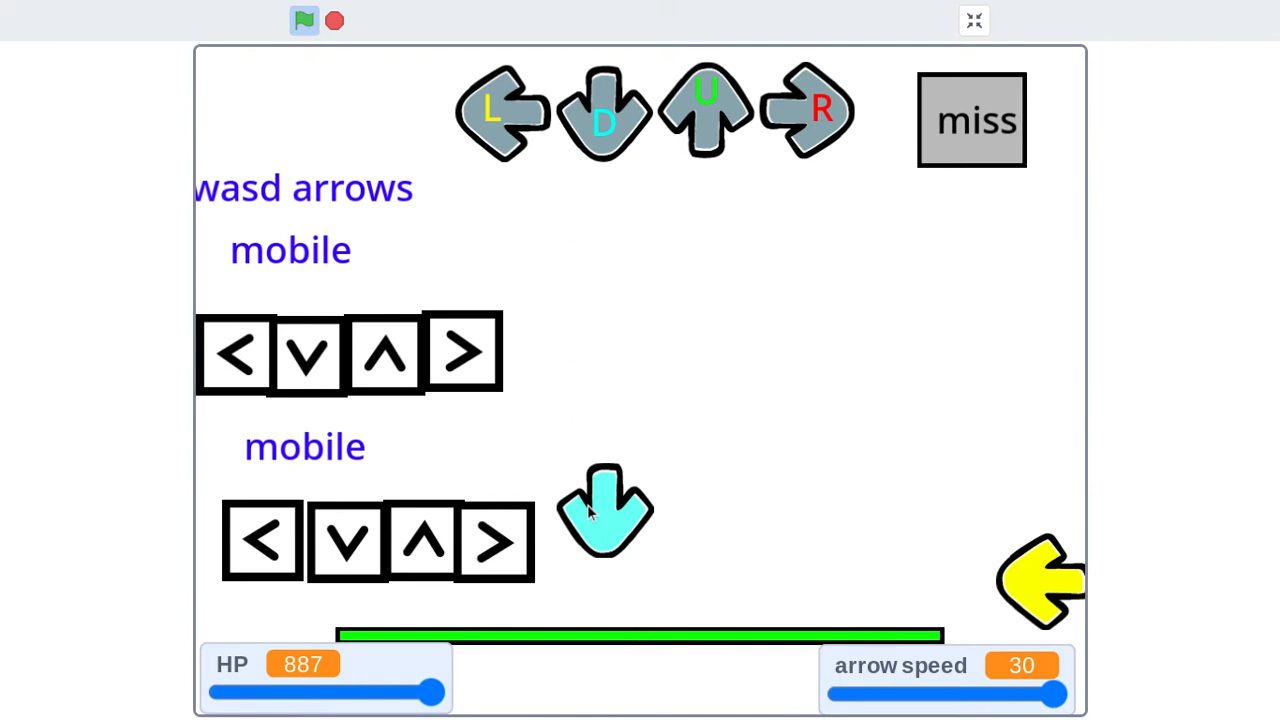 L D U R
miss
wasd arrows
mobile
< v ^ >
mobile
< v ^ >
HP 887
arrow speed 30